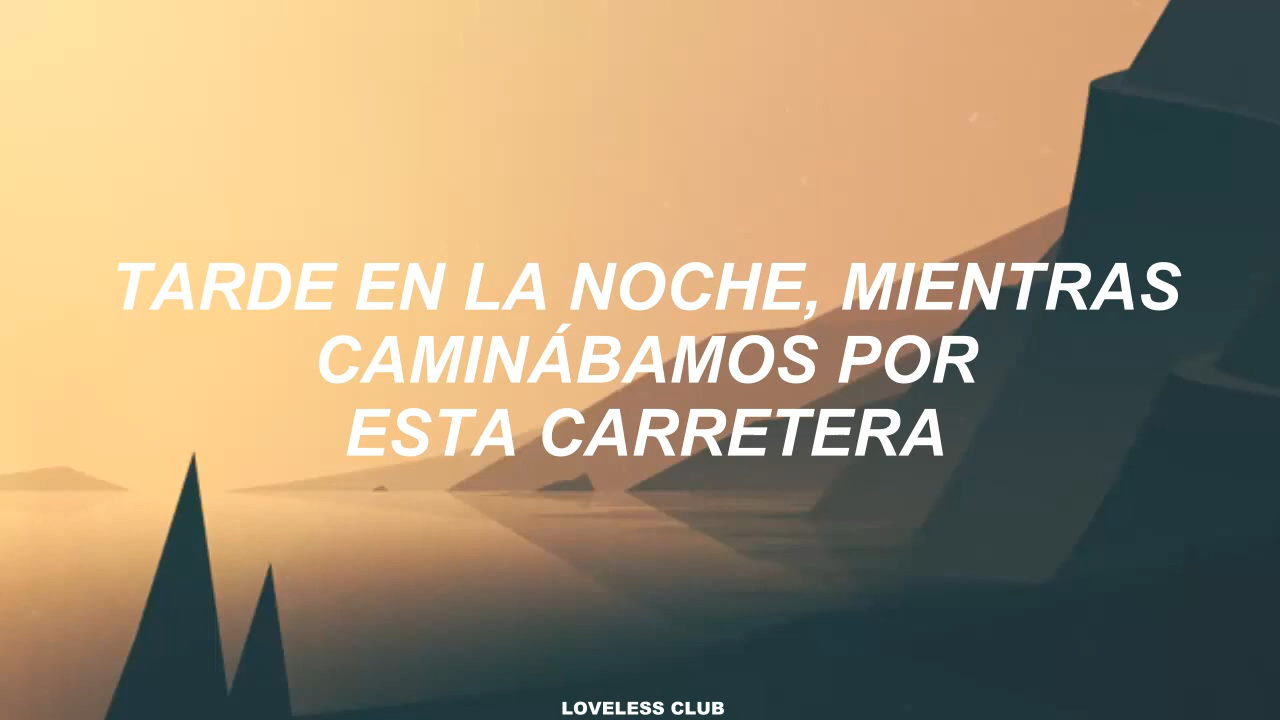 TARDE EN LA NOCHE, MIENTRAS
CAMINÁBAMOS POR
ESTA CARRETERA
LOVELESS CLUB